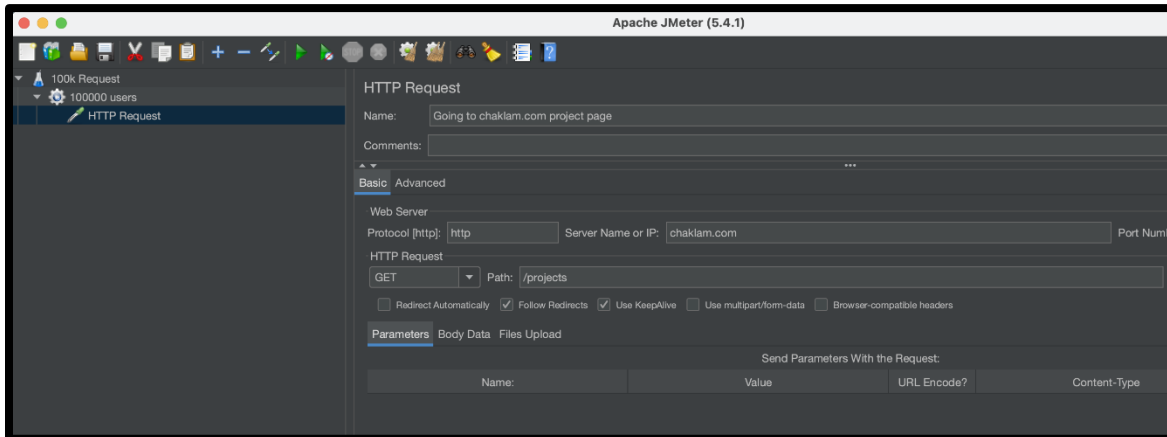 Apache JMeter (5.4.1)
100k Request
100000 users
HTTP Request
HTTP Request
Name: Going to chaklam.com project page
Comments:
Basic Advanced
Web Server
Protocol [http]: http Server Name or IP: chaklam.com Port Numb
HTTP Request
GET Path: /projects
Redirect Automatically Follow Redirects Use KeepAlive Use multipart/form-data Browser-compatible headers
Parameters Body Data Files Upload
Send Parameters With the Request:
Name: Value URL Encode? Content-Type